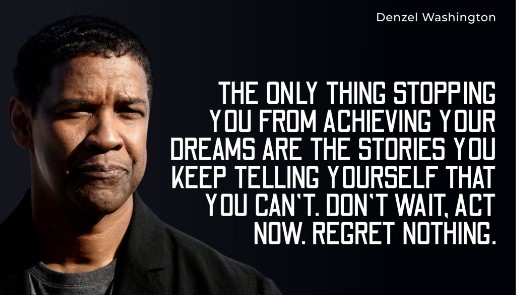 Denzel Washington
THE ONLY THING STOPPING
YOU FROM ACHIEVING YOUR
DREAMS ARE THE STORIES YOU
KEEP TELLING YOURSELF THAT
YOU CAN'T. DON'T WAIT, ACT
NOW. REGRET NOTHING.